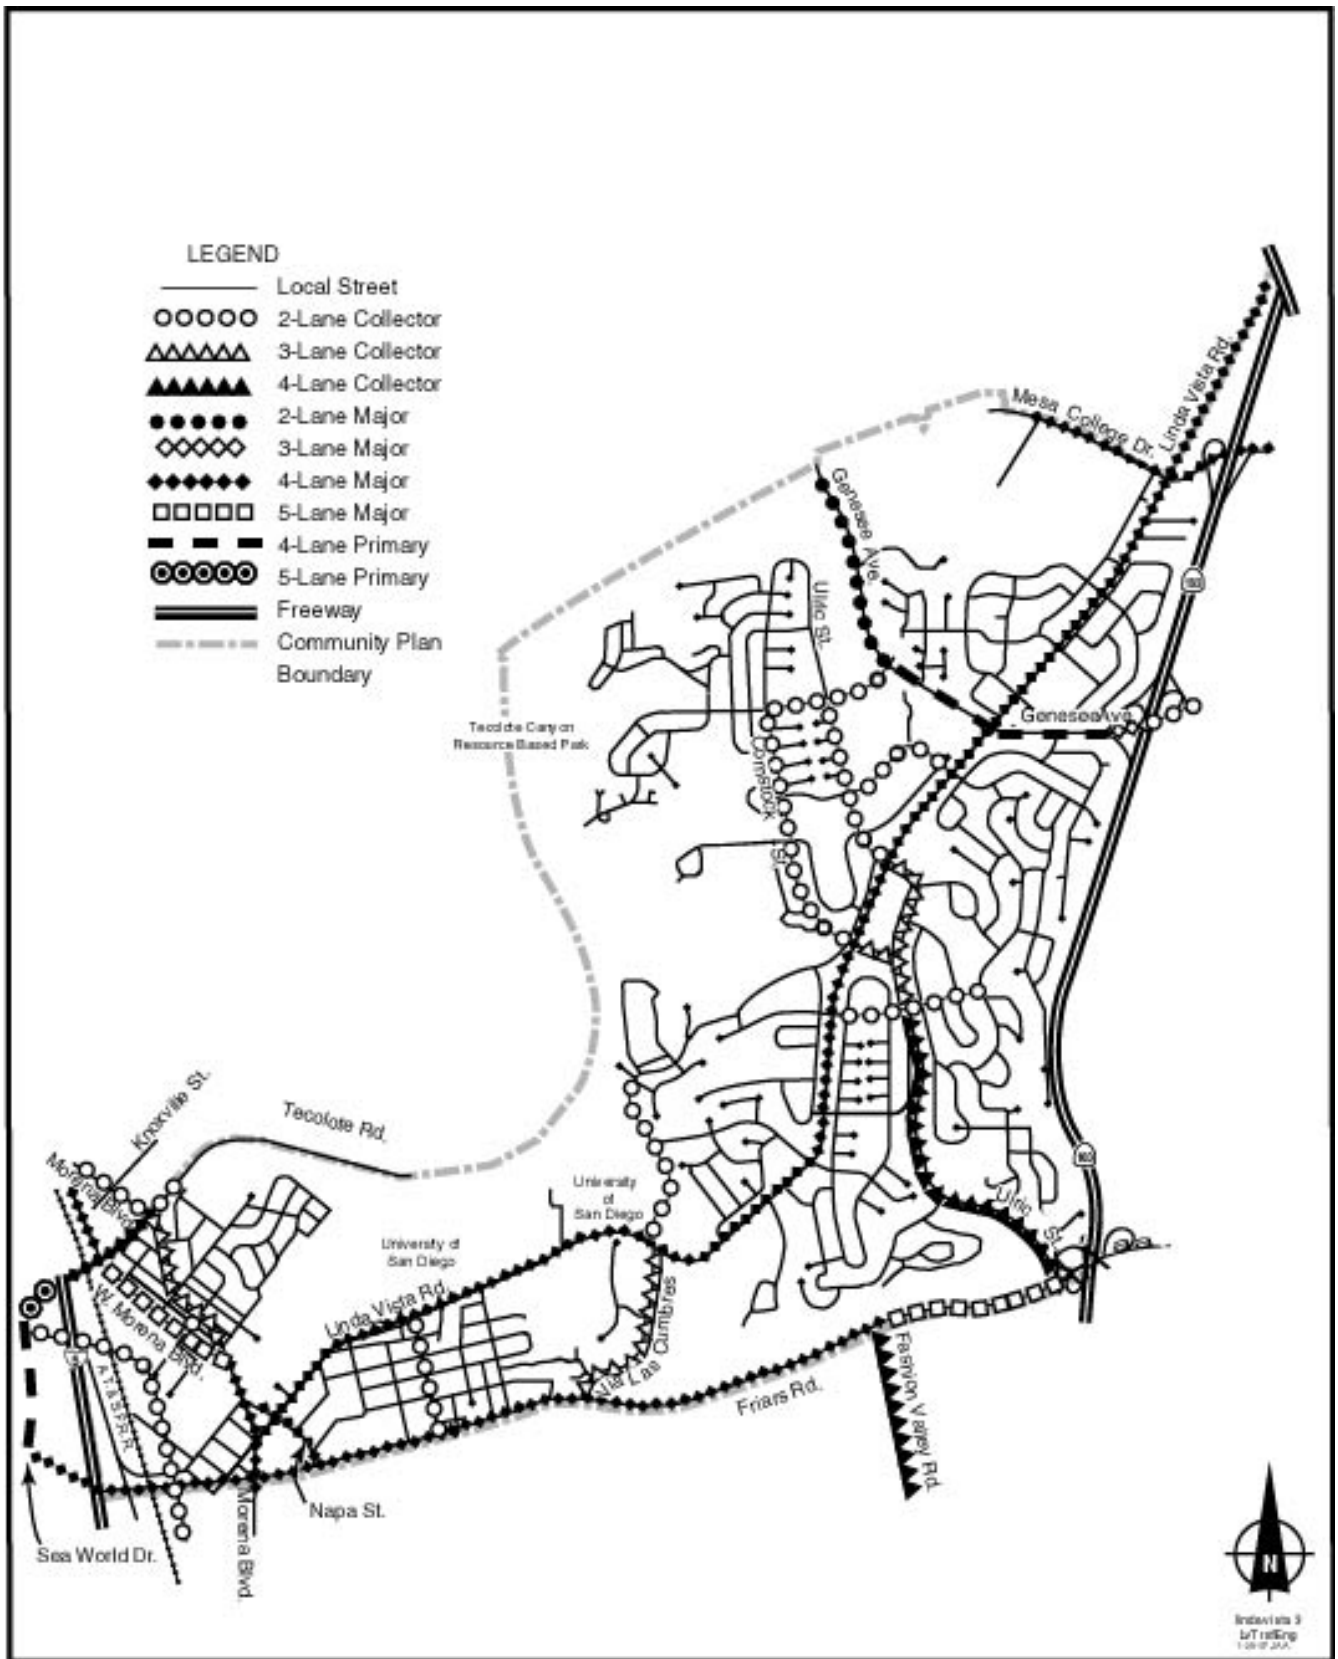 LEGEND
Local Street
2-Lane Collector
3-Lane Collector
4-Lane Collector
2-Lane Major
3-Lane Major
4-Lane Major
5-Lane Major
4-Lane Primary
5-Lane Primary
Freeway
Community Plan
Boundary
Linda Vista Rd.
Mesa College Dr.
Genesee Ave.
Ulric St.
163
Genesee Ave.
Tecolote Canyon
Resource Based Park
Comstock St.
Knoxville St.
Tecolote Rd.
Morena Blvd.
163
University
of
San Diego
University of
San Diego
Ulric St.
Linda Vista Rd.
W. Morena Blvd.
A.T.&S.F.R.R.
Via Las Cumbres
Friars Rd.
Fashion Valley Rd.
Napa St.
Morena Blvd.
Sea World Dr.
N
lindavista 3